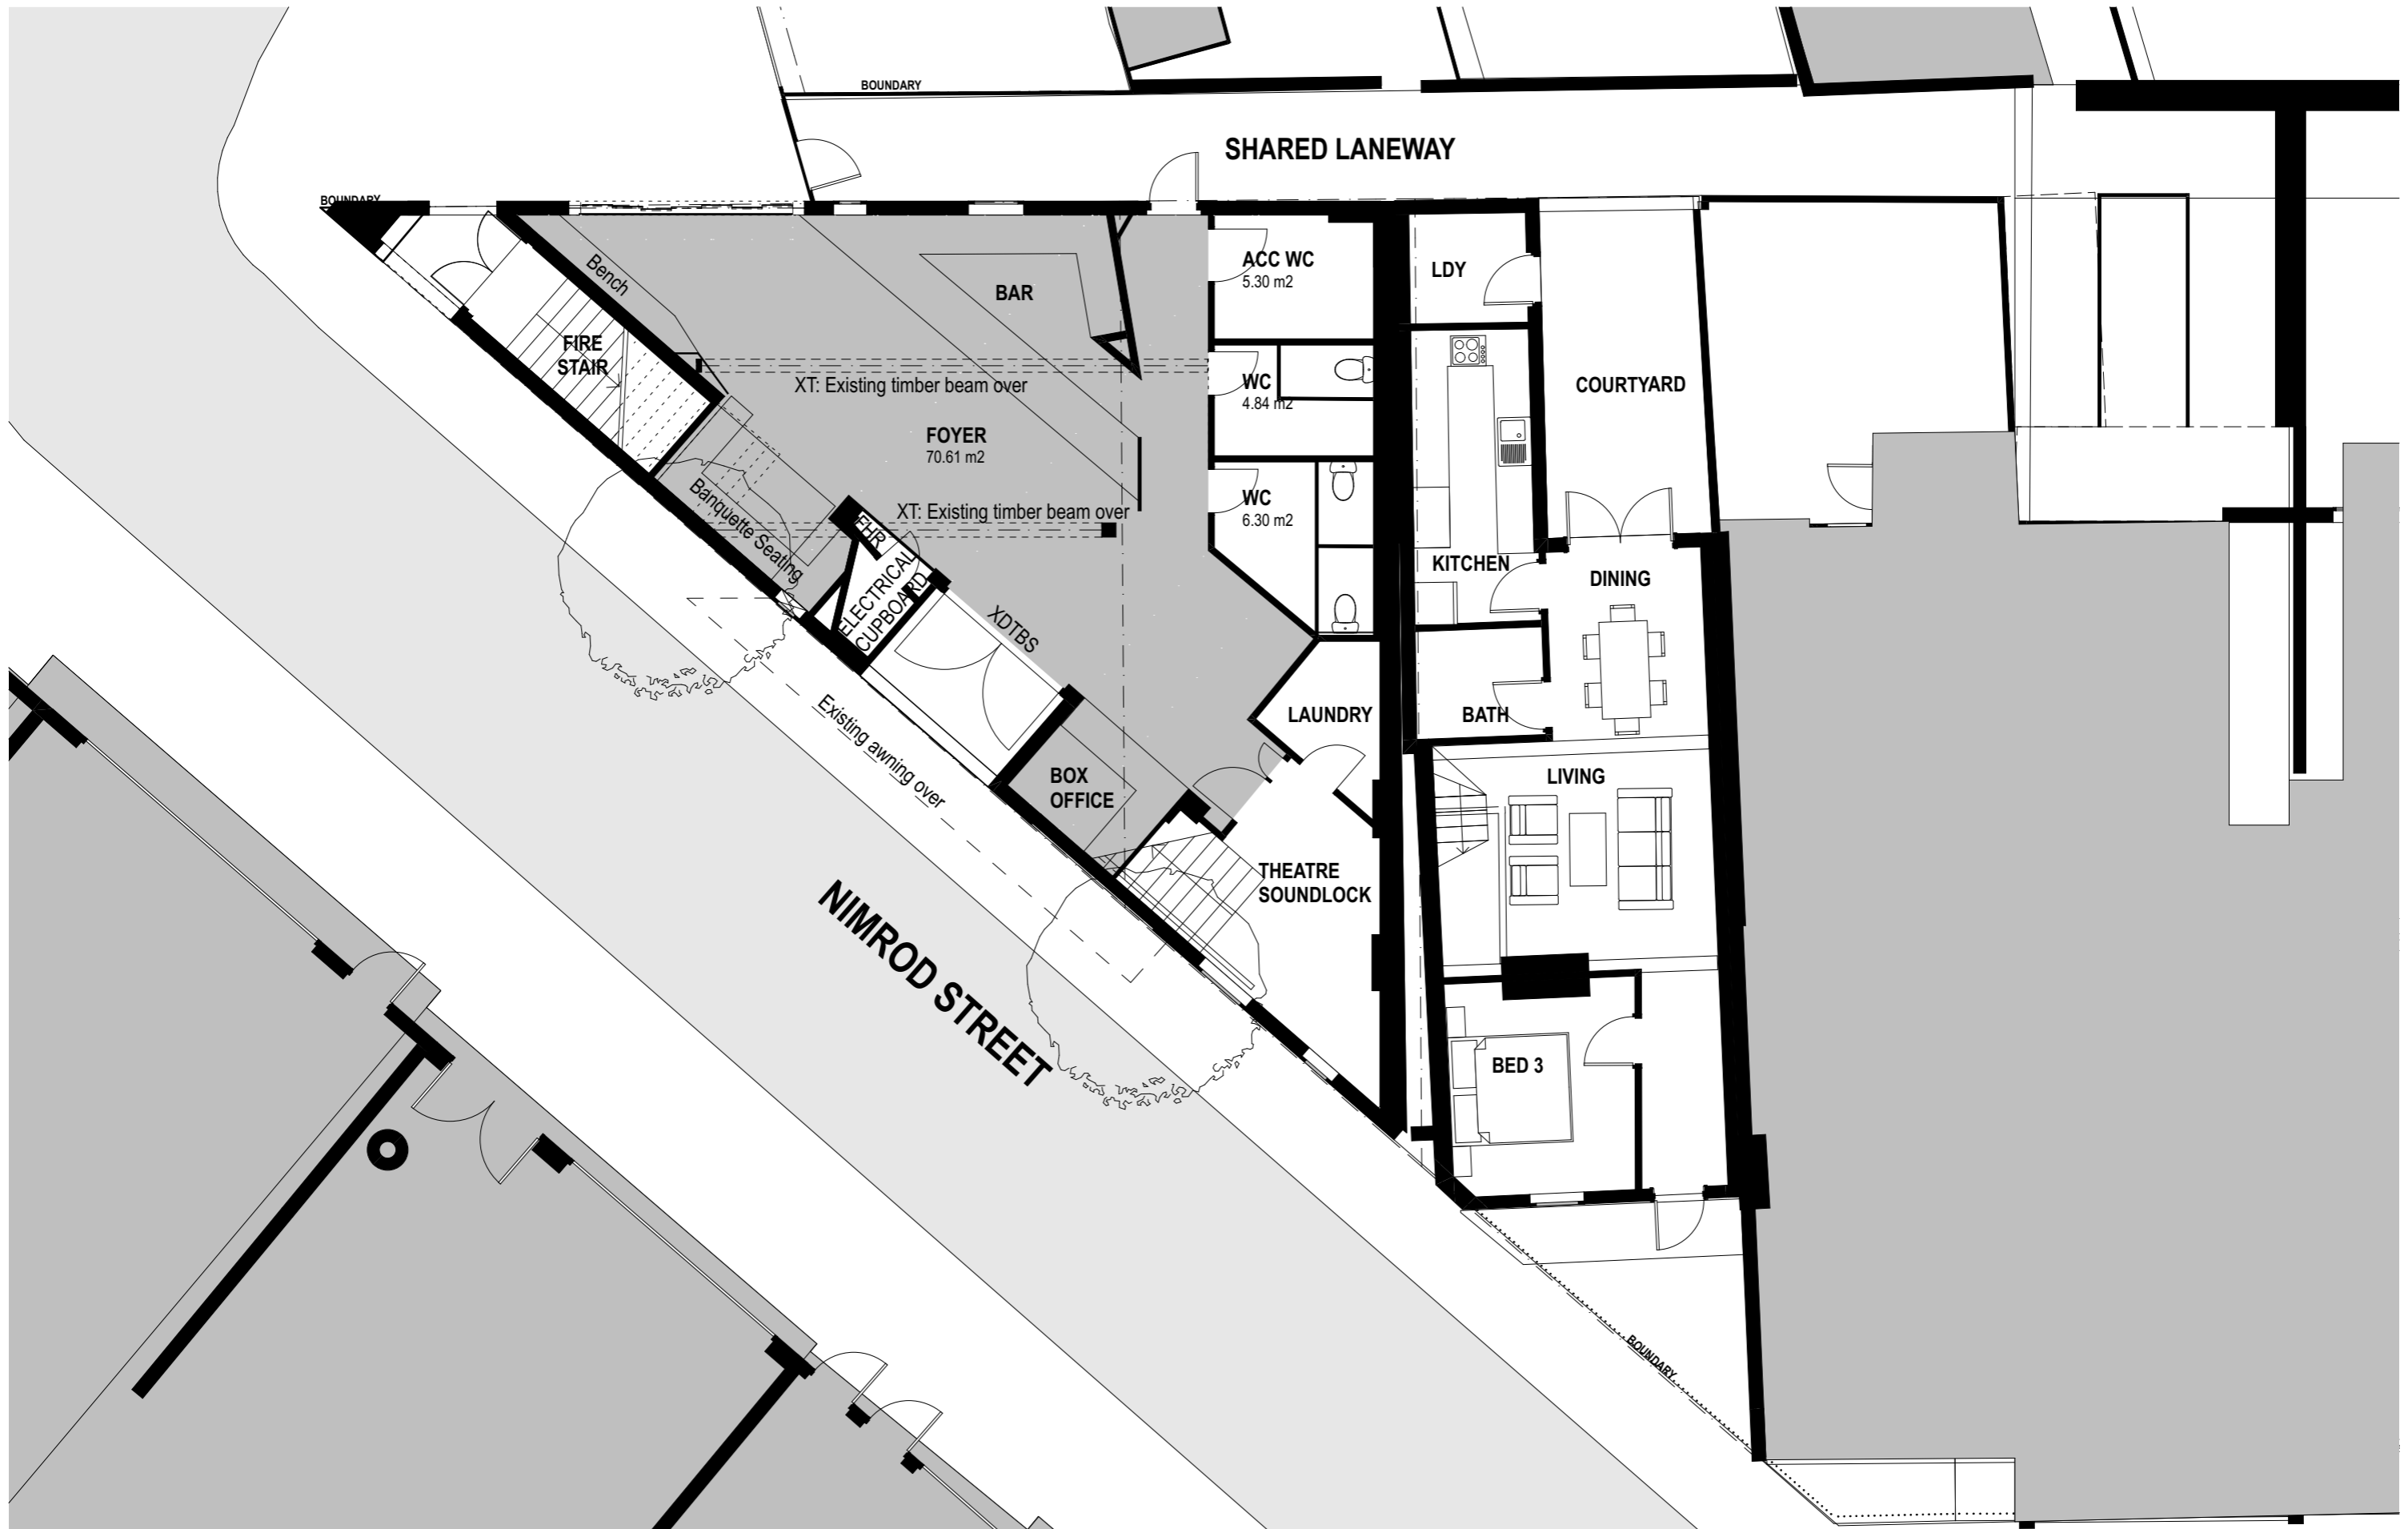 BOUNDARY
SHARED LANEWAY
BOUNDARY
Bench
BAR
ACC WC
5.30 m2
LDY
FIRE
STAIR
XT: Existing timber beam over
WC
4.84 m2
COURTYARD
FOYER
70.61 m2
Banquette Seating
XT: Existing timber beam over
WC
6.30 m2
FHR
ELECTRICAL
CUPBOARD
KITCHEN
DINING
XDTBS
Existing awning over
LAUNDRY
BATH
BOX
OFFICE
LIVING
THEATRE
SOUNDLOCK
NIMROD STREET
BED 3
BOUNDARY